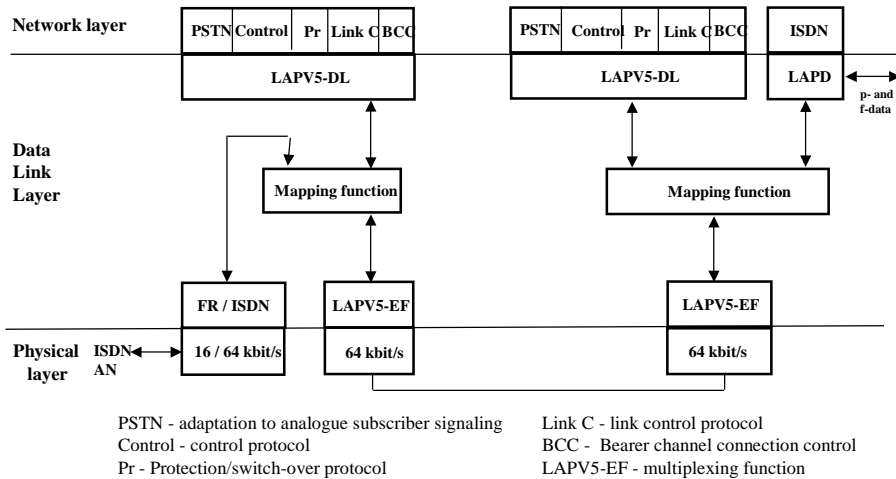 Network layer
PSTN Control Pr Link C BCC
PSTN Control Pr Link C BCC
ISDN
LAPV5-DL
LAPV5-DL
LAPD
p- and
f-data
Data
Link
Layer
Mapping function
Mapping function
FR / ISDN
LAPV5-EF
LAPV5-EF
Physical
layer
ISDN
AN
16 / 64 kbit/s
64 kbit/s
64 kbit/s
PSTN - adaptation to analogue subscriber signaling
Control - control protocol
Pr - Protection/switch-over protocol
Link C - link control protocol
BCC - Bearer channel connection control
LAPV5-EF - multiplexing function